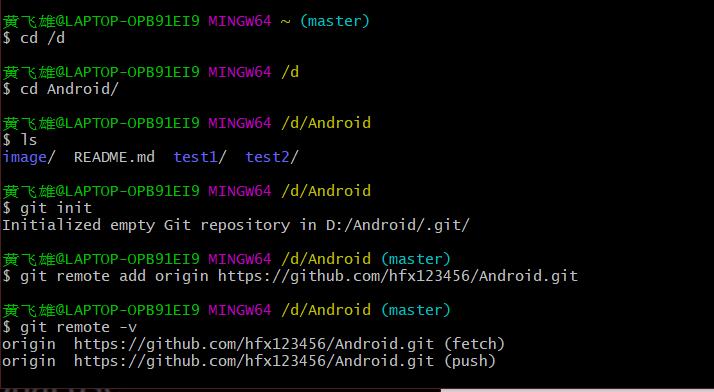 黄飞雄@LAPTOP-OPB91EI9 MINGW64 ~ (master)
$ cd /d
黄飞雄@LAPTOP-OPB91EI9 MINGW64 /d
$ cd Android/
黄飞雄@LAPTOP-OPB91EI9 MINGW64 /d/Android
$ ls
image/  README.md  test1/  test2/
黄飞雄@LAPTOP-OPB91EI9 MINGW64 /d/Android
$ git init
Initialized empty Git repository in D:/Android/.git/
黄飞雄@LAPTOP-OPB91EI9 MINGW64 /d/Android (master)
$ git remote add origin https://github.com/hfx123456/Android.git
黄飞雄@LAPTOP-OPB91EI9 MINGW64 /d/Android (master)
$ git remote -v
origin  https://github.com/hfx123456/Android.git (fetch)
origin  https://github.com/hfx123456/Android.git (push)